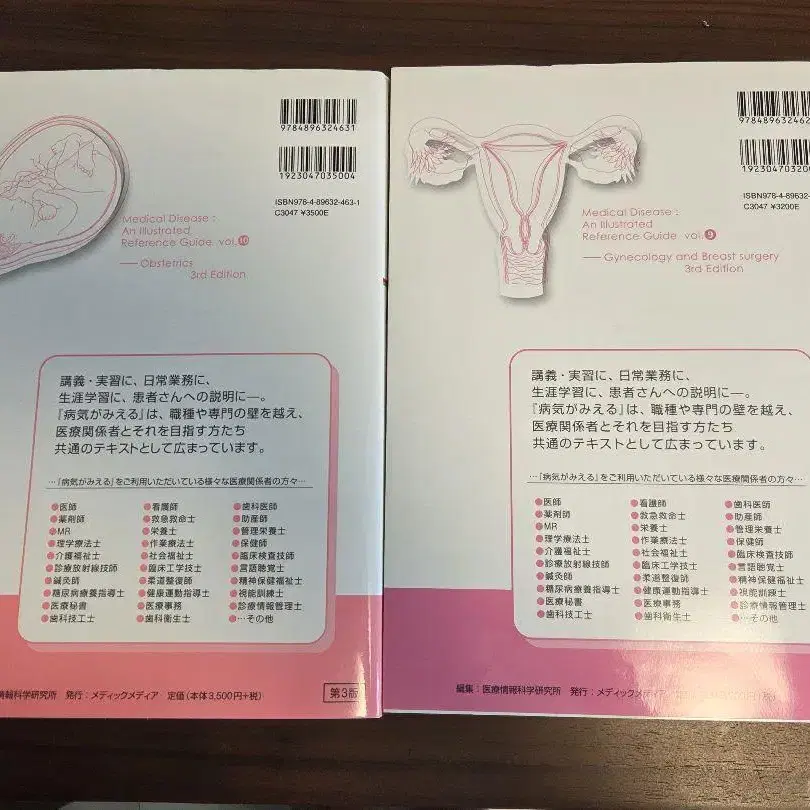 9784896324631
1923047035004
ISBN978-4-89632-463-1
C3047 ¥3500E
Medical Disease :
An Illustrated
Reference Guide vol.10
Obstetrics
3rd Edition
講義・実習に、日常業務に、
生涯学習に、患者さんへの説明に―。
『病気がみえる』は、職種や専門の壁を越え、
医療関係者とそれを目指す方たち
共通のテキストとして広まっています。
…『病気がみえる』をご利用いただいている様々な医療関係者の方々…
●医師 ●看護師 ●歯科医師
●薬剤師 ●救急救命士 ●助産師
●MR ●栄養士 ●管理栄養士
●理学療法士 ●作業療法士 ●保健師
●介護福祉士 ●社会福祉士 ●臨床検査技師
●診療放射線技師 ●臨床工学技士 ●言語聴覚士
●鍼灸師 ●柔道整復師 ●精神保健福祉士
●糖尿病療養指導士 ●健康運動指導士 ●視能訓練士
●医療秘書 ●医療事務 ●診療情報管理士
●歯科技工士 ●歯科衛生士 ●…その他
情報科学研究所 発行：メディックメディア 定価（本体3,500円+税）
第3版
978489632462
192304703200
ISBN978-4-89632-
C3047 ¥3200E
Medical Disease :
An Illustrated
Reference Guide vol.9
Gynecology and Breast surgery
3rd Edition
講義・実習に、日常業務に、
生涯学習に、患者さんへの説明に―。
『病気がみえる』は、職種や専門の壁を越え、
医療関係者とそれを目指す方たち
共通のテキストとして広まっています。
…『病気がみえる』をご利用いただいている様々な医療関係者の方々…
●医師 ●看護師 ●歯科医師
●薬剤師 ●救急救命士 ●助産師
●MR ●栄養士 ●管理栄養士
●理学療法士 ●作業療法士 ●保健師
●介護福祉士 ●社会福祉士 ●臨床検査技師
●診療放射線技師 ●臨床工学技士 ●言語聴覚士
●鍼灸師 ●柔道整復師 ●精神保健福祉士
●糖尿病療養指導士 ●健康運動指導士 ●視能訓練士
●医療秘書 ●医療事務 ●診療情報管理士
●歯科技工士 ●歯科衛生士 ●…その他
編集：医療情報科学研究所 発行：メディックメディア